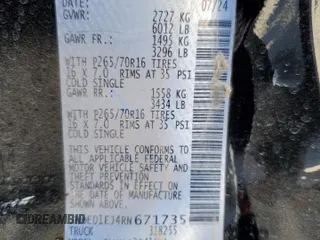 DATE 07/24
GVWR: 2727 KG
6012 LB
GAWR FR: 1495 KG
3296 LB
WITH P265/70R16 TIRES
16 X 7.0 RIMS AT 35 PSI
COLD SINGLE
GAWR RR: 1558 KG
3434 LB
WITH P265/70R16 TIRES
16 X 7.0 RIMS AT 35 PSI
COLD SINGLE
THIS VEHICLE CONFORMS TO
ALL APPLICABLE FEDERAL
MOTOR VEHICLE SAFETY AND
THEFT PREVENTION
STANDARDS IN EFFECT ON
THE DATE OF MANUFACTURE
SHOWN ABOVE.
ED1EJ4RN671735
TRUCK 318255
DREAMBID